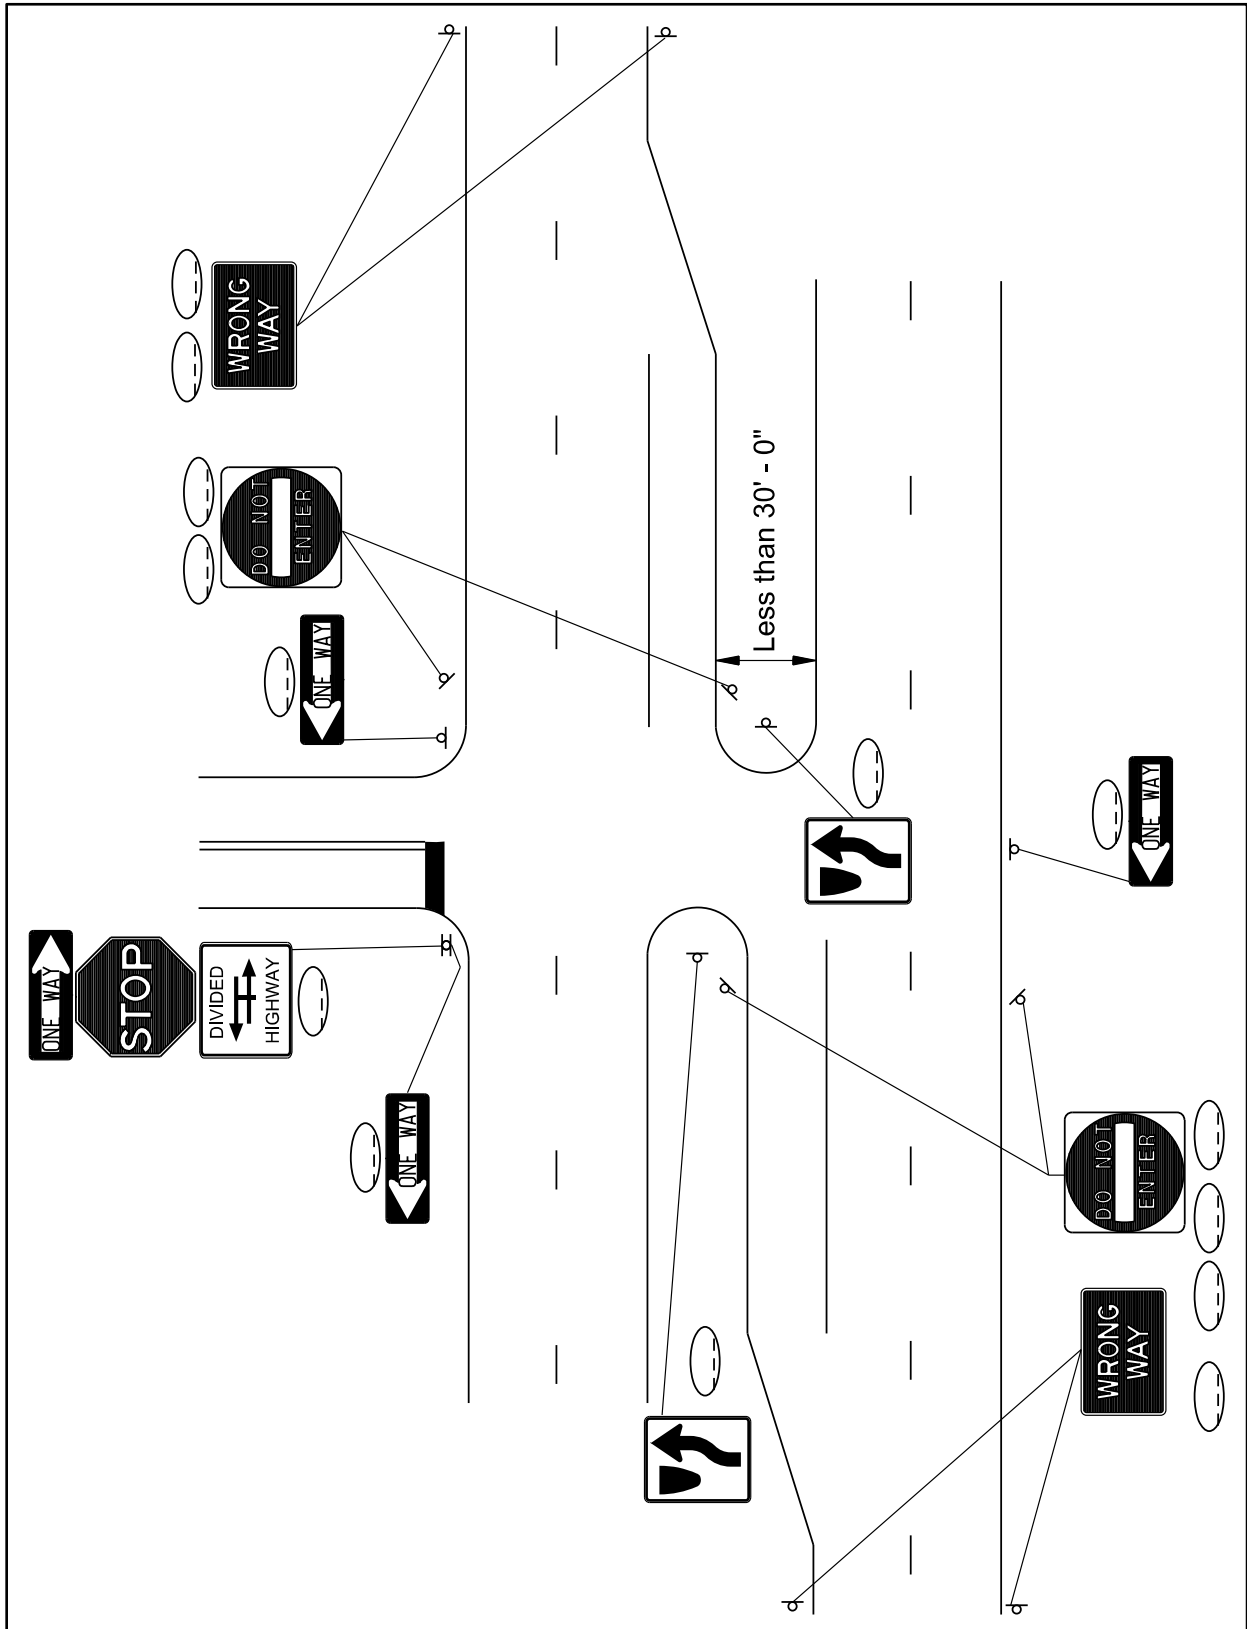 WRONG
WAY
DO NOT
ENTER
ONE WAY
Less than 30' - 0"
ONE WAY
ONE WAY
STOP
DIVIDED
HIGHWAY
ONE WAY
DO NOT
ENTER
WRONG
WAY